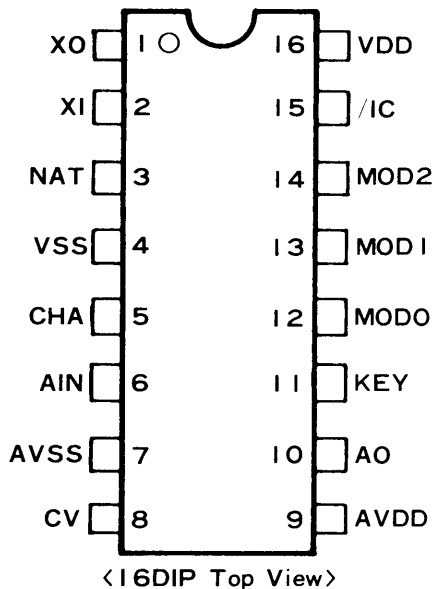 XO 1 16 VDD
XI 2 15 /IC
NAT 3 14 MOD2
VSS 4 13 MOD1
CHA 5 12 MOD0
AIN 6 11 KEY
AVSS 7 10 AO
CV 8 9 AVDD
<16DIP Top View>